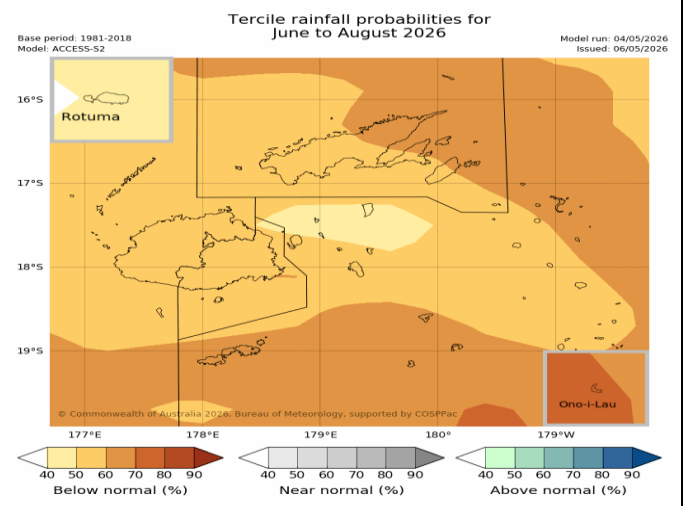 Tercile rainfall probabilities for
June to August 2026
Base period: 1981-2018
Model: ACCESS-S2
Model run: 04/05/2026
Issued: 06/05/2026
16°S
17°S
18°S
19°S
Rotuma
Ono-i-Lau
© Commonwealth of Australia 2026, Bureau of Meteorology, supported by COSPPac
177°E 178°E 179°E 180° 179°W
40 50 60 70 80 90
Below normal (%)
40 50 60 70 80 90
Near normal (%)
40 50 60 70 80 90
Above normal (%)